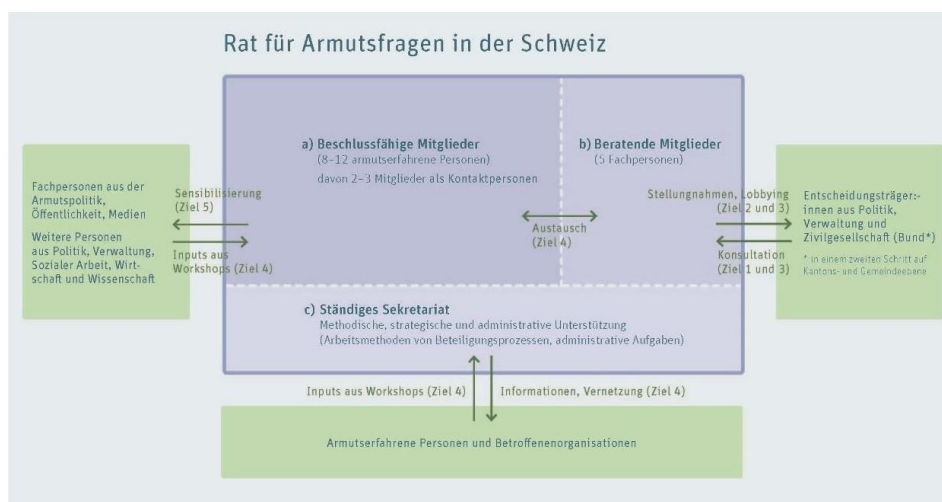 Rat für Armutsfragen in der Schweiz
a) Beschlussfähige Mitglieder
(8–12 armutserfahrene Personen)
davon 2–3 Mitglieder als Kontaktpersonen
b) Beratende Mitglieder
(5 Fachpersonen)
Fachpersonen aus der
Armutspolitik,
Öffentlichkeit, Medien
Weitere Personen
aus Politik, Verwaltung,
Sozialer Arbeit, Wirt-
schaft und Wissenschaft
Sensibilisierung
(Ziel 5)
Inputs aus
Workshops (Ziel 4)
Austausch
(Ziel 4)
Stellungnahmen, Lobbying
(Ziel 2 und 3)
Konsultation
(Ziel 1 und 3)
Entscheidungsträger:-
innen aus Politik,
Verwaltung und
Zivilgesellschaft (Bund*)
* in einem zweiten Schritt auf
Kantons- und Gemeindeebene
c) Ständiges Sekretariat
Methodische, strategische und administrative Unterstützung
(Arbeitsmethoden von Beteiligungsprozessen, administrative Aufgaben)
Inputs aus Workshops (Ziel 4)
Informationen, Vernetzung (Ziel 4)
Armutserfahrene Personen und Betroffenenorganisationen